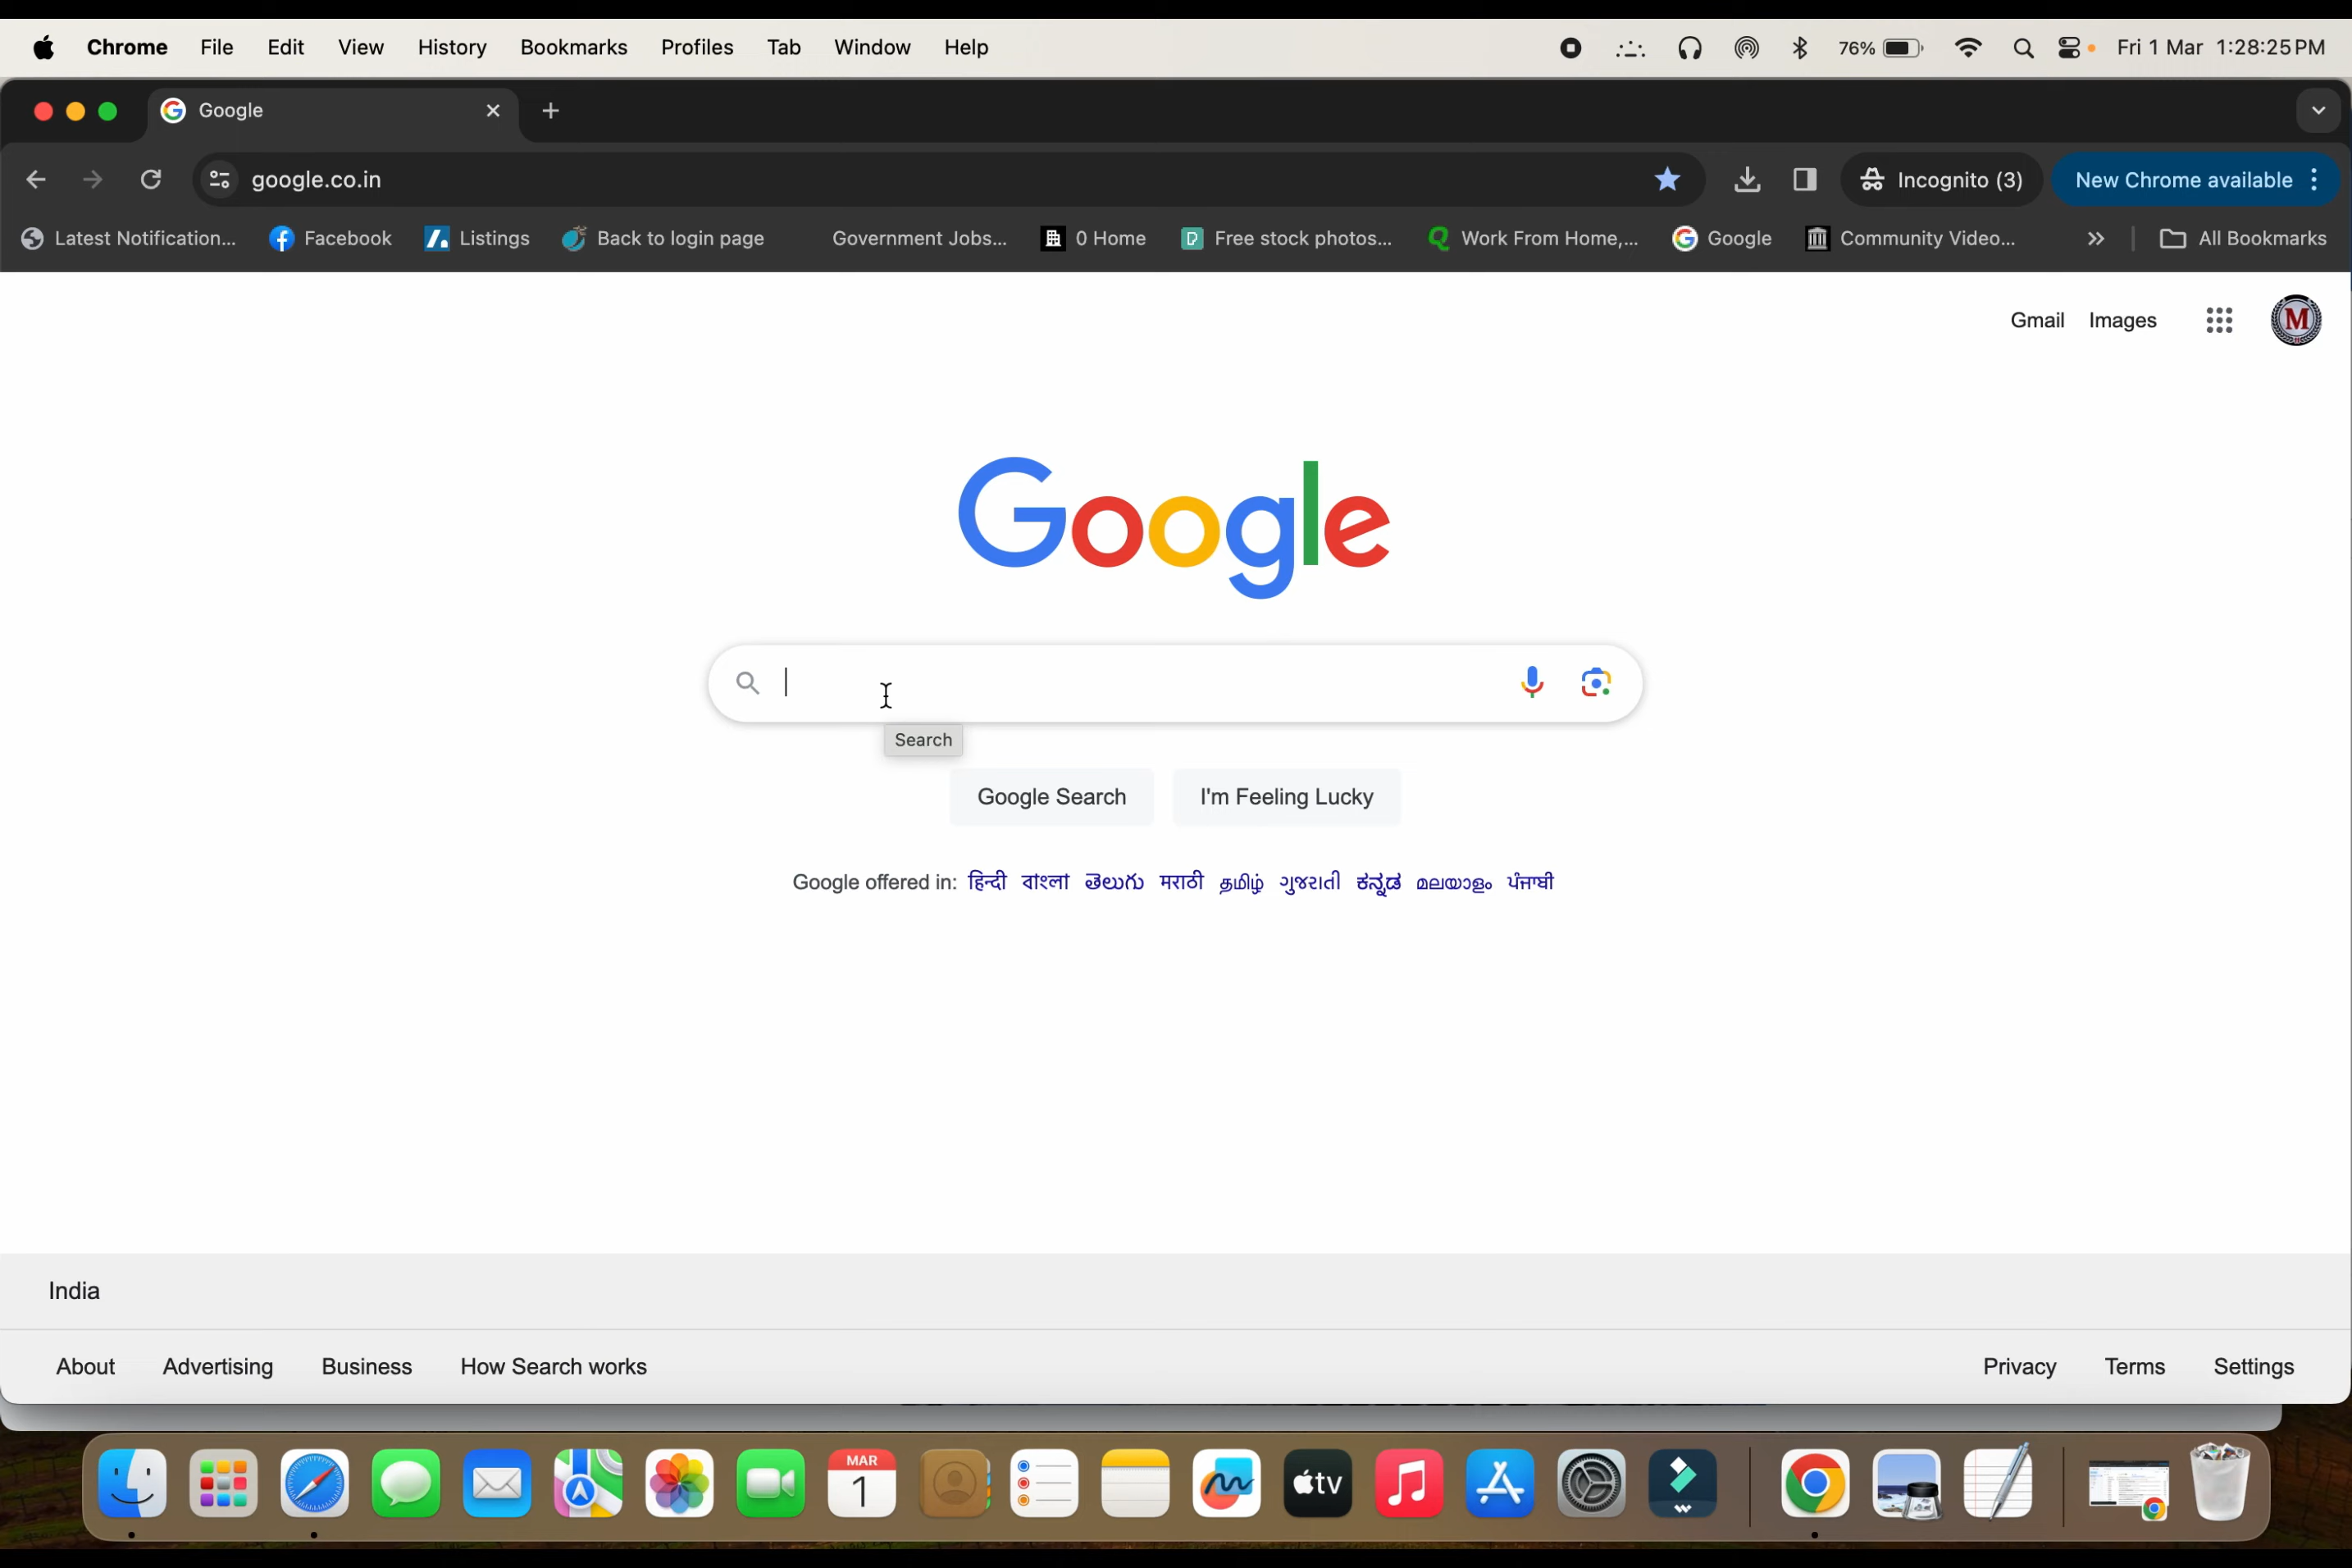 Chrome File Edit View History Bookmarks Profiles Tab Window Help 76% Fri 1 Mar 1:28:25 PM
Google
google.co.in Incognito (3) New Chrome available
Latest Notification... Facebook Listings Back to login page Government Jobs... 0 Home Free stock photos... Work From Home,... Google Community Video... » All Bookmarks
Gmail Images M
Google
Search
Google Search I'm Feeling Lucky
Google offered in: हिन्दी বাংলা తెలుగు मराठी தமிழ் ગુજરાતી ಕನ್ನಡ മലയാളം ਪੰਜਾਬੀ
India
About Advertising Business How Search works Privacy Terms Settings
MAR
1
tv